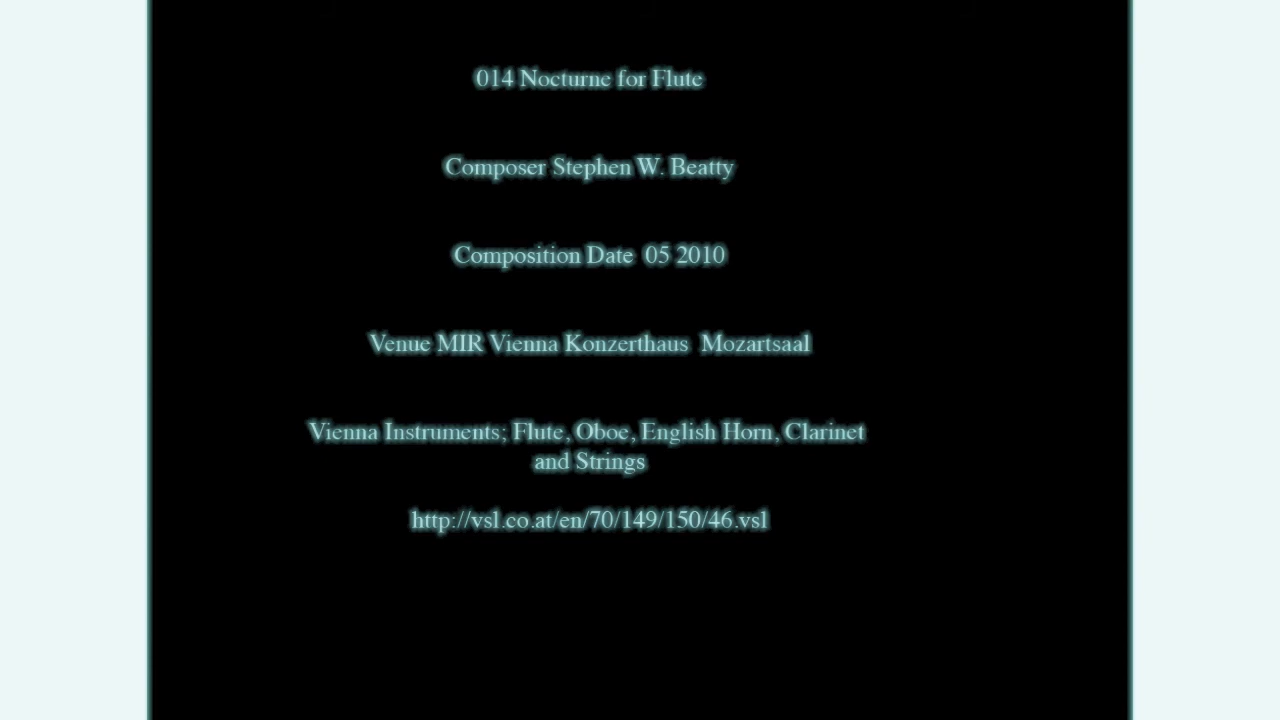 014 Nocturne for Flute
Composer Stephen W. Beatty
Composition Date  05 2010
Venue MIR Vienna Konzerthaus  Mozartsaal
Vienna Instruments; Flute, Oboe, English Horn, Clarinet
and Strings
http://vsl.co.at/en/70/149/150/46.vsl